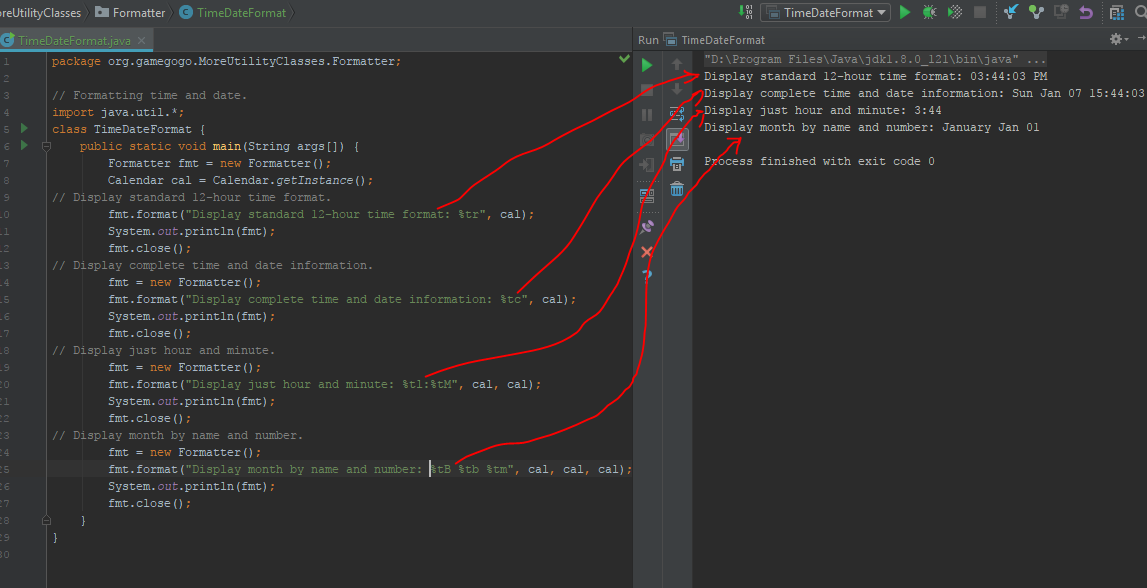 oreUtilityClasses Formatter TimeDateFormat TimeDateFormat
TimeDateFormat.java
1 package org.gamegogo.MoreUtilityClasses.Formatter;
2
3 // Formatting time and date.
4 import java.util.*;
5 class TimeDateFormat {
6 public static void main(String args[]) {
7 Formatter fmt = new Formatter();
8 Calendar cal = Calendar.getInstance();
9 // Display standard 12-hour time format.
10 fmt.format("Display standard 12-hour time format: %tr", cal);
11 System.out.println(fmt);
12 fmt.close();
13 // Display complete time and date information.
14 fmt = new Formatter();
15 fmt.format("Display complete time and date information: %tc", cal);
16 System.out.println(fmt);
17 fmt.close();
18 // Display just hour and minute.
19 fmt = new Formatter();
20 fmt.format("Display just hour and minute: %tl:%tM", cal, cal);
21 System.out.println(fmt);
22 fmt.close();
23 // Display month by name and number.
24 fmt = new Formatter();
25 fmt.format("Display month by name and number: %tB %tb %tm", cal, cal, cal);
26 System.out.println(fmt);
27 fmt.close();
28 }
29 }
30
Run TimeDateFormat
"D:\Program Files\Java\jdk1.8.0_121\bin\java" ...
Display standard 12-hour time format: 03:44:03 PM
Display complete time and date information: Sun Jan 07 15:44:03
Display just hour and minute: 3:44
Display month by name and number: January Jan 01
Process finished with exit code 0